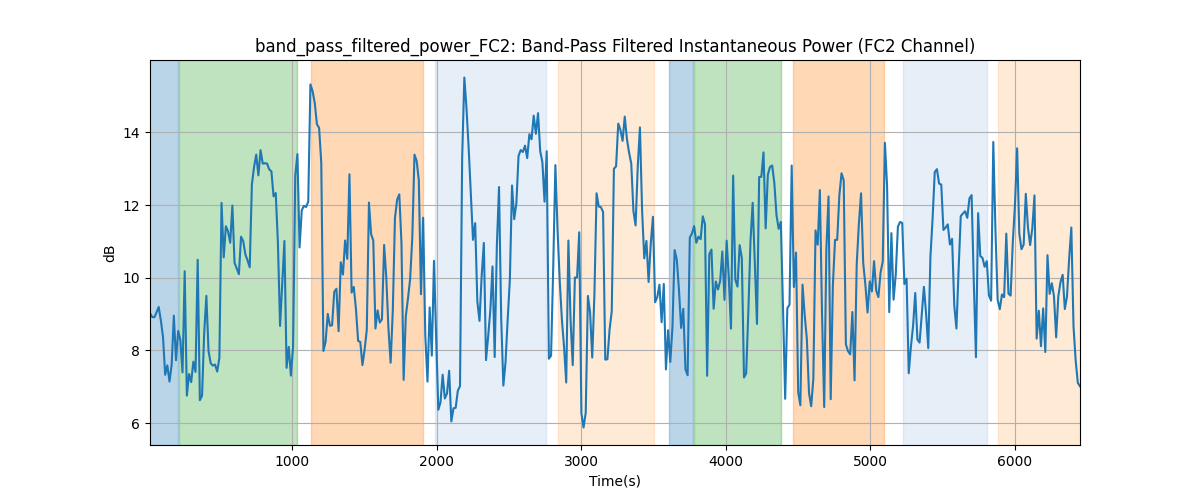 band_pass_filtered_power_FC2: Band-Pass Filtered Instantaneous Power (FC2 Channel)
14
12
10
8
6
dB
1000 2000 3000 4000 5000 6000
Time(s)